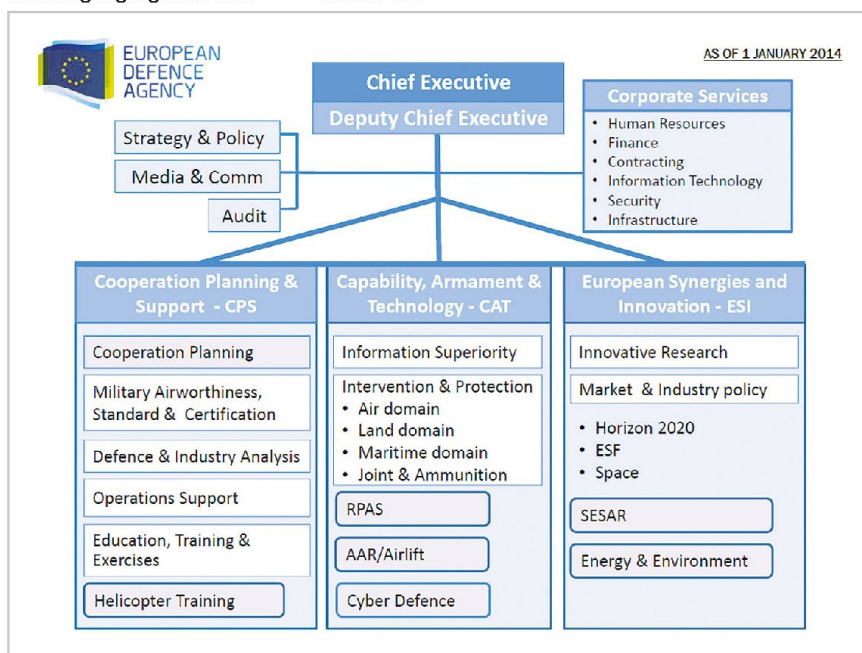 EUROPEAN
DEFENCE
AGENCY
AS OF 1 JANUARY 2014
Chief Executive
Deputy Chief Executive
Corporate Services
• Human Resources
• Finance
• Contracting
• Information Technology
• Security
• Infrastructure
Strategy & Policy
Media & Comm
Audit
Cooperation Planning &
Support - CPS
Cooperation Planning
Military Airworthiness,
Standard & Certification
Defence & Industry Analysis
Operations Support
Education, Training &
Exercises
Helicopter Training
Capability, Armament &
Technology - CAT
Information Superiority
Intervention & Protection
• Air domain
• Land domain
• Maritime domain
• Joint & Ammunition
RPAS
AAR/Airlift
Cyber Defence
European Synergies and
Innovation - ESI
Innovative Research
Market & Industry policy
• Horizon 2020
• ESF
• Space
SESAR
Energy & Environment